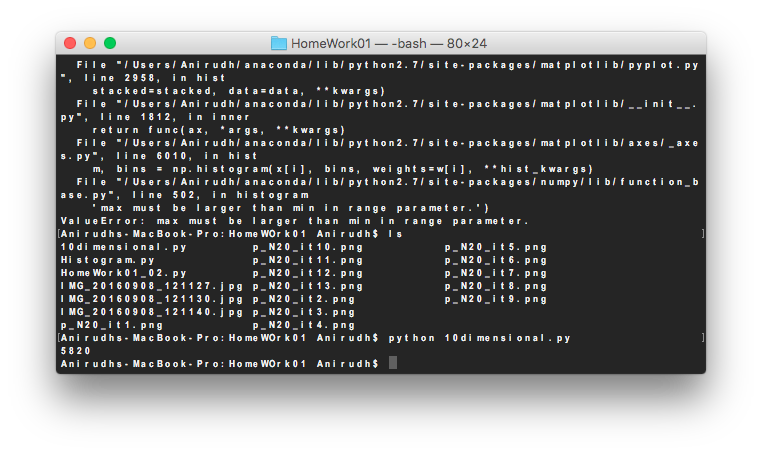 HomeWork01 — -bash — 80×24
  File "/Users/Anirudh/anaconda/lib/python2.7/site-packages/matplotlib/pyplot.py
", line 2958, in hist
    stacked=stacked, data=data, **kwargs)
  File "/Users/Anirudh/anaconda/lib/python2.7/site-packages/matplotlib/__init__.
py", line 1812, in inner
    return func(ax, *args, **kwargs)
  File "/Users/Anirudh/anaconda/lib/python2.7/site-packages/matplotlib/axes/_axe
s.py", line 6010, in hist
    m, bins = np.histogram(x[i], bins, weights=w[i], **hist_kwargs)
  File "/Users/Anirudh/anaconda/lib/python2.7/site-packages/numpy/lib/function_b
ase.py", line 502, in histogram
    'max must be larger than min in range parameter.')
ValueError: max must be larger than min in range parameter.
[Anirudhs-MacBook-Pro:HomeWork01 Anirudh$ ls ]
10dimensional.py p_N20_it10.png p_N20_it5.png
Histogram.py p_N20_it11.png p_N20_it6.png
HomeWork01_02.py p_N20_it12.png p_N20_it7.png
IMG_20160908_121127.jpg p_N20_it13.png p_N20_it8.png
IMG_20160908_121130.jpg p_N20_it2.png p_N20_it9.png
IMG_20160908_121140.jpg p_N20_it3.png
p_N20_it1.png p_N20_it4.png
[Anirudhs-MacBook-Pro:HomeWork01 Anirudh$ python 10dimensional.py ]
5820
Anirudhs-MacBook-Pro:HomeWork01 Anirudh$